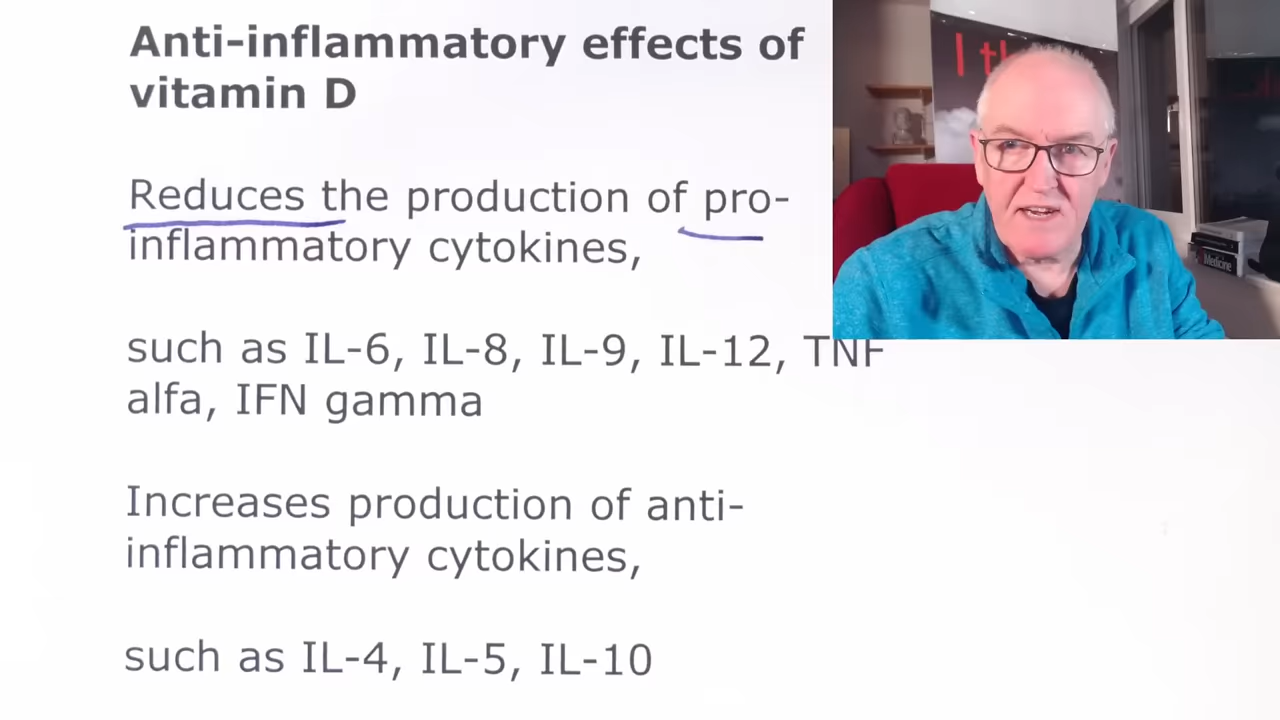 Anti-inflammatory effects of
vitamin D
Reduces the production of pro-
inflammatory cytokines,
such as IL-6, IL-8, IL-9, IL-12, TNF
alfa, IFN gamma
Increases production of anti-
inflammatory cytokines,
such as IL-4, IL-5, IL-10
I th
Medicine